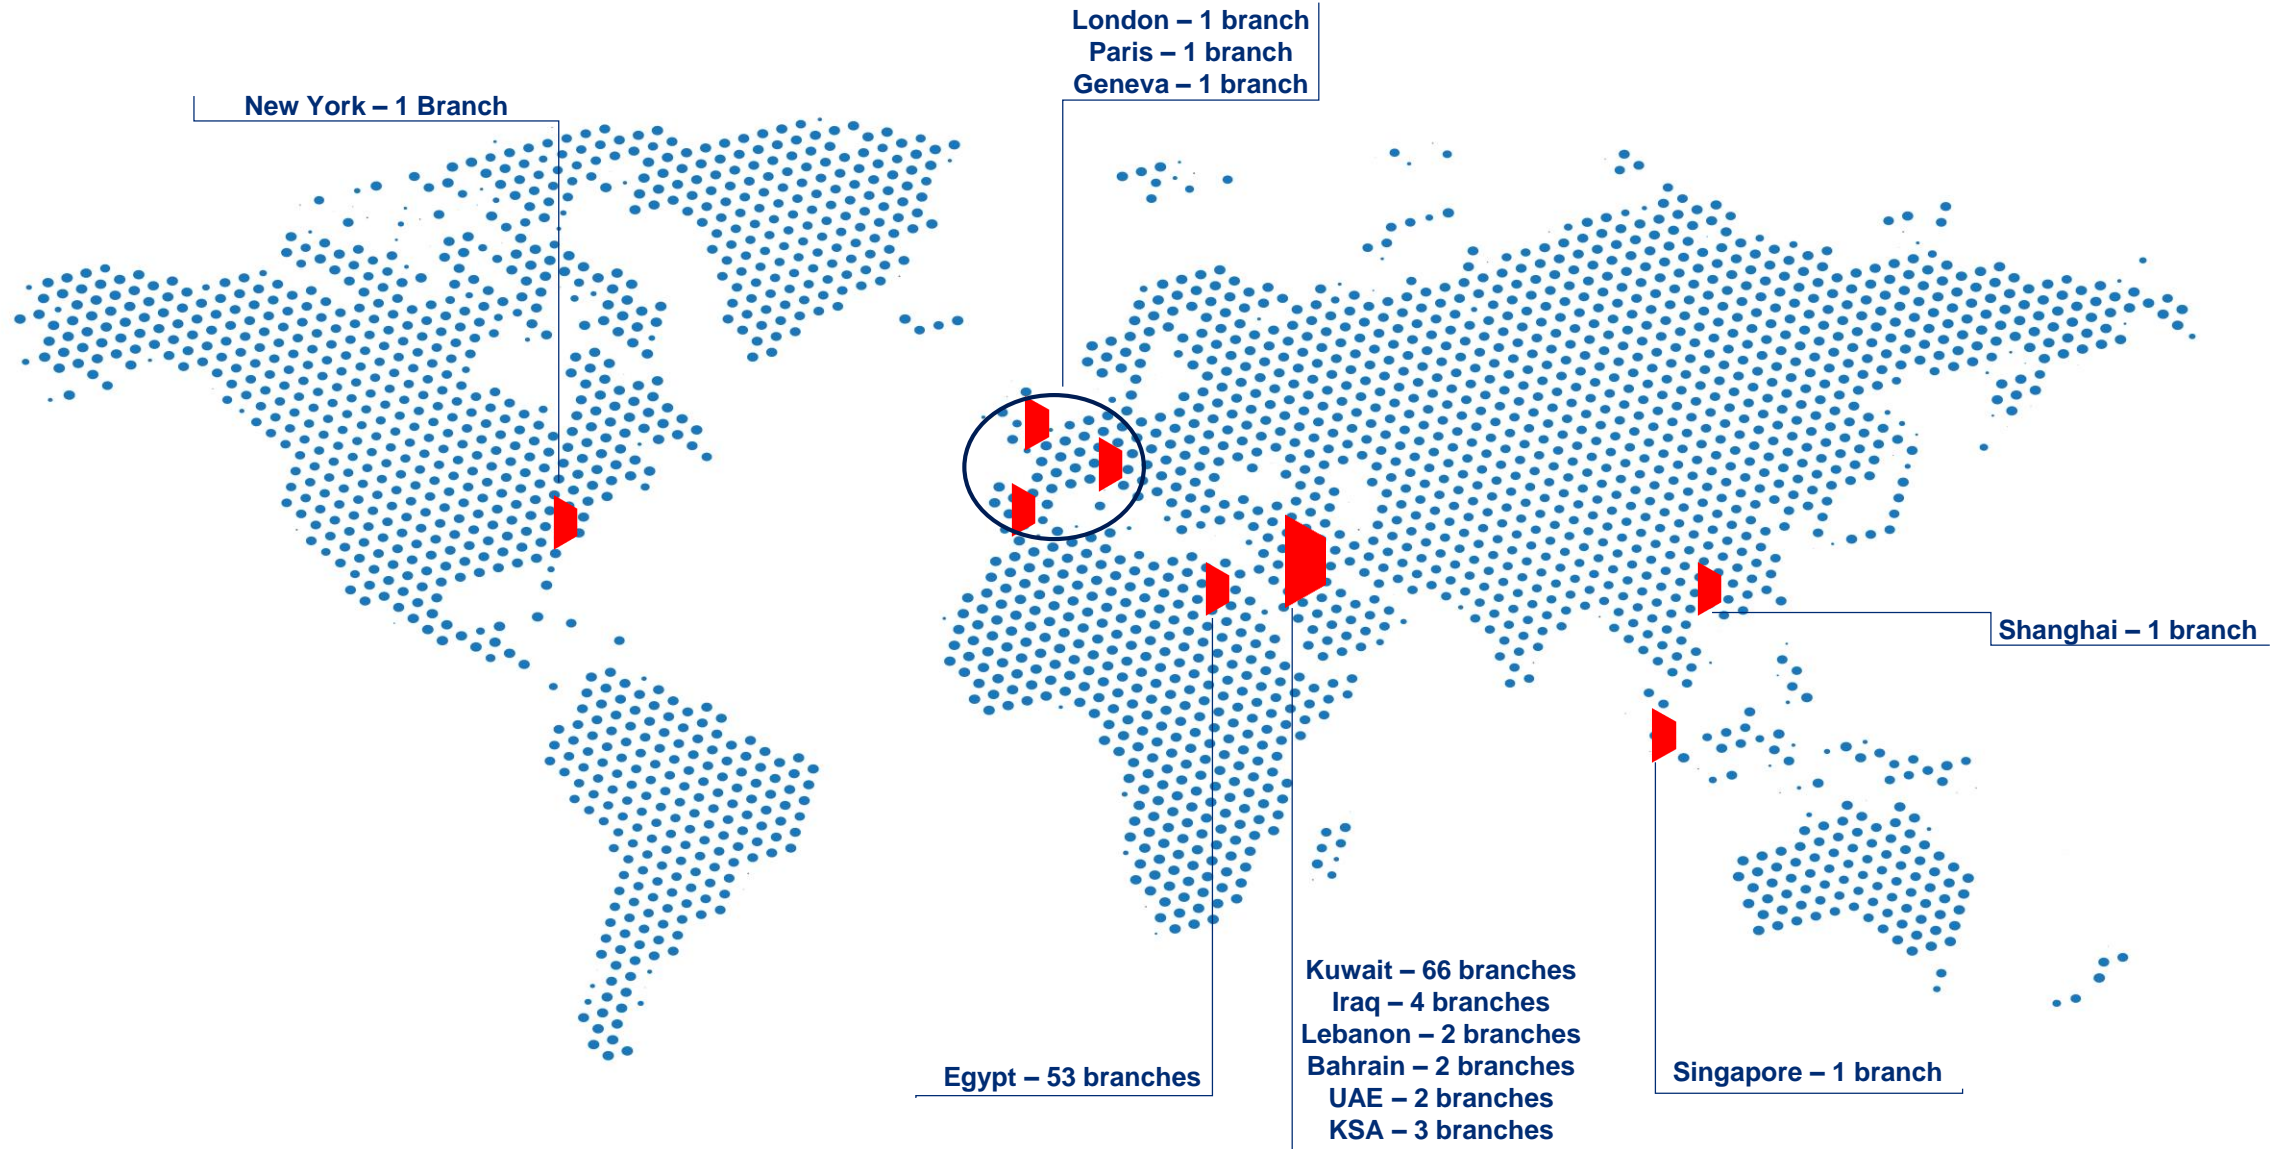 London – 1 branch
Paris – 1 branch
Geneva – 1 branch
New York – 1 Branch
Shanghai – 1 branch
Kuwait – 66 branches
Iraq – 4 branches
Lebanon – 2 branches
Bahrain – 2 branches
UAE – 2 branches
KSA – 3 branches
Egypt – 53 branches
Singapore – 1 branch